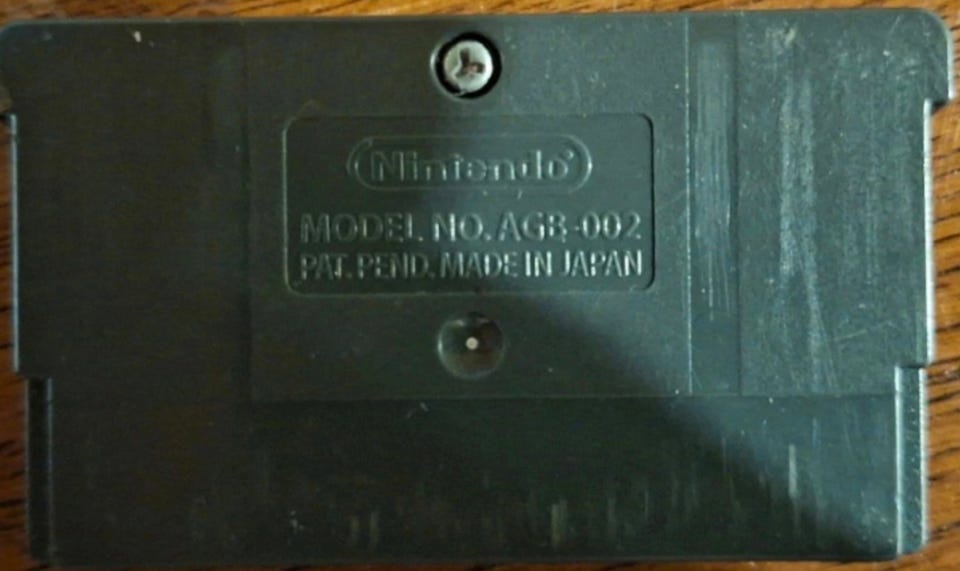 Nintendo®
MODEL NO. AGB-002
PAT. PEND. MADE IN JAPAN